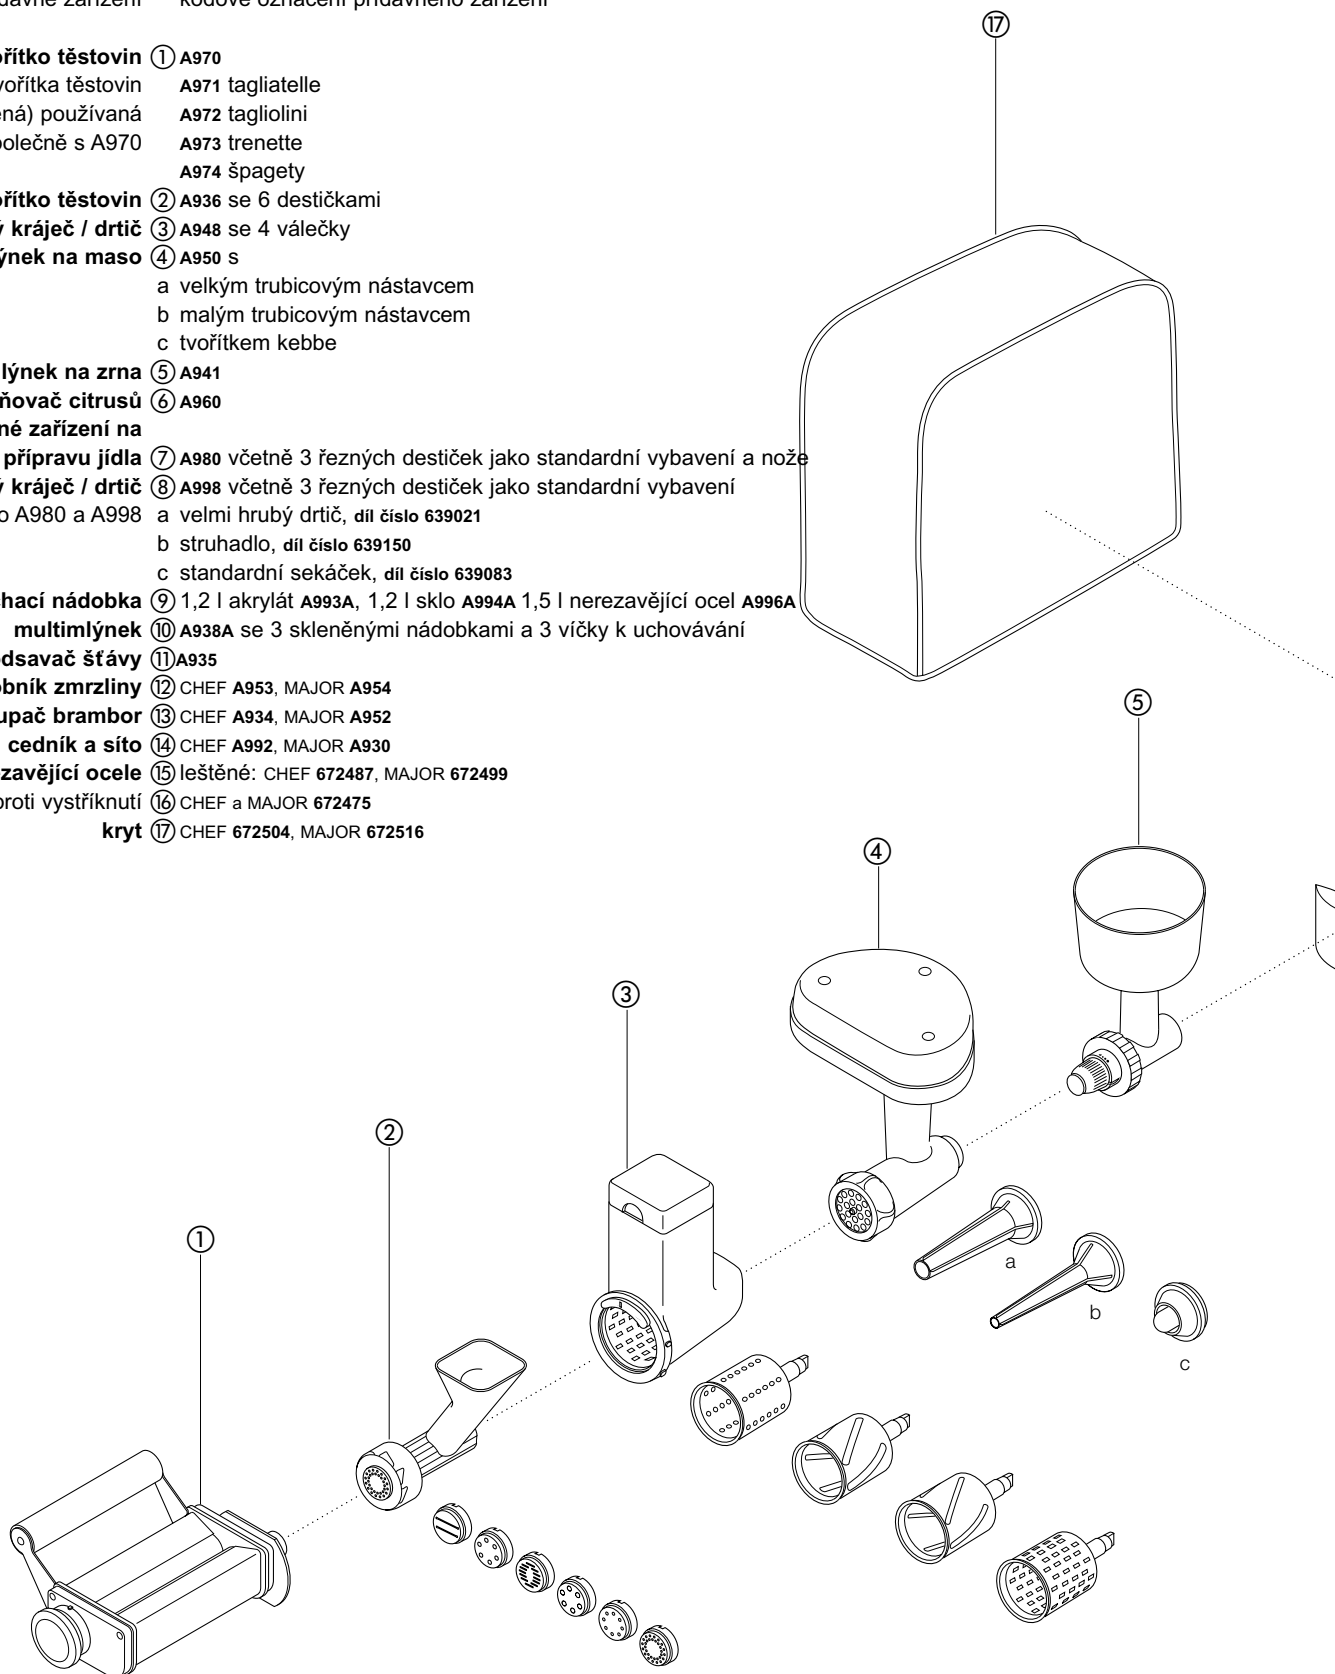 dávné zařízení kódové označení přídavného zařízení
ořítko těstovin ① A970
vořítka těstovin A971 tagliatelle
ená) používaná A972 tagliolini
polečně s A970 A973 trenette
A974 špagety
ořítko těstovin ② A936 se 6 destičkami
ý kráječ / drtič ③ A948 se 4 válečky
lýnek na maso ④ A950 s
a velkým trubicovým nástavcem
b malým trubicovým nástavcem
c tvořítkem kebbe
lýnek na zrna ⑤ A941
ňovač citrusů ⑥ A960
né zařízení na
přípravu jídla ⑦ A980 včetně 3 řezných destiček jako standardní vybavení a nože
ý kráječ / drtič ⑧ A998 včetně 3 řezných destiček jako standardní vybavení
o A980 a A998 a velmi hrubý drtič, díl číslo 639021
b struhadlo, díl číslo 639150
c standardní sekáček, díl číslo 639083
hací nádobka ⑨ 1,2 l akrylát A993A, 1,2 l sklo A994A 1,5 l nerezavějící ocel A996A
multimlýnek ⑩ A938A se 3 skleněnými nádobkami a 3 víčky k uchovávání
odsavač šťávy ⑪ A935
obník zmrzliny ⑫ CHEF A953, MAJOR A954
upač brambor ⑬ CHEF A934, MAJOR A952
cedník a síto ⑭ CHEF A992, MAJOR A930
zavějící ocele ⑮ leštěné: CHEF 672487, MAJOR 672499
proti vystříknutí ⑯ CHEF a MAJOR 672475
kryt ⑰ CHEF 672504, MAJOR 672516
⑰
⑤
④
③
②
①
a
b
c